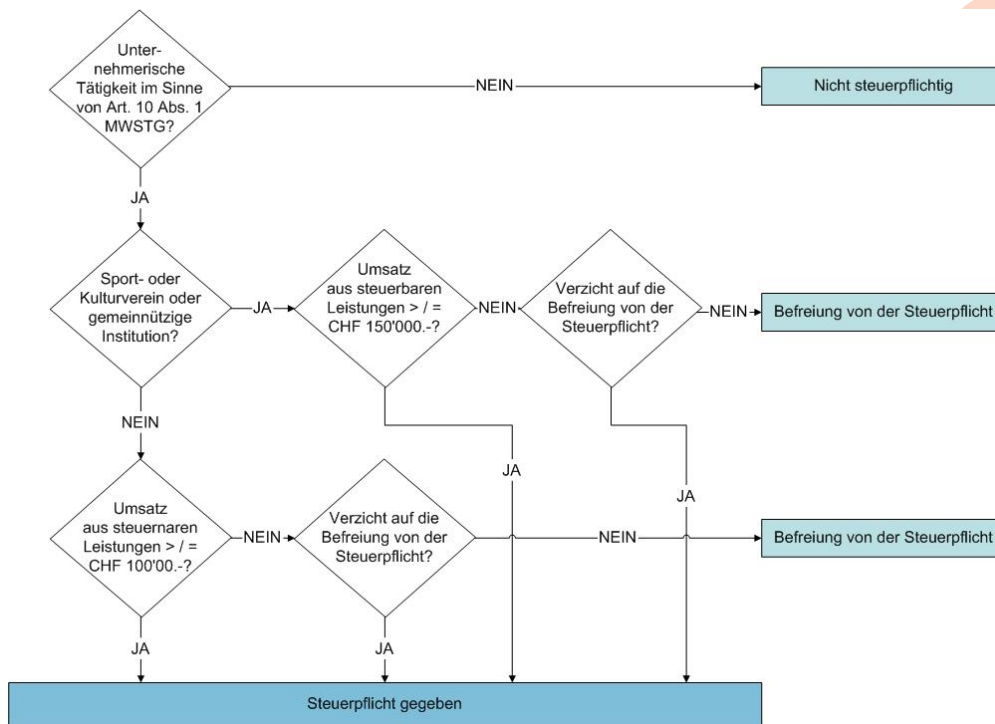 Unter-
nehmerische
Tätigkeit im Sinne
von Art. 10 Abs. 1
MWSTG?
NEIN
Nicht steuerpflichtig
JA
Sport- oder
Kulturverein oder
gemeinnützige
Institution?
JA
Umsatz
aus steuerbaren
Leistungen > / =
CHF 150'000.-?
NEIN
Verzicht auf die
Befreiung von der
Steuerpflicht?
NEIN
Befreiung von der Steuerpflicht
NEIN
JA
JA
Umsatz
aus steuernaren
Leistungen > / =
CHF 100'00.-?
NEIN
Verzicht auf die
Befreiung von der
Steuerpflicht?
NEIN
Befreiung von der Steuerpflicht
JA
JA
Steuerpflicht gegeben